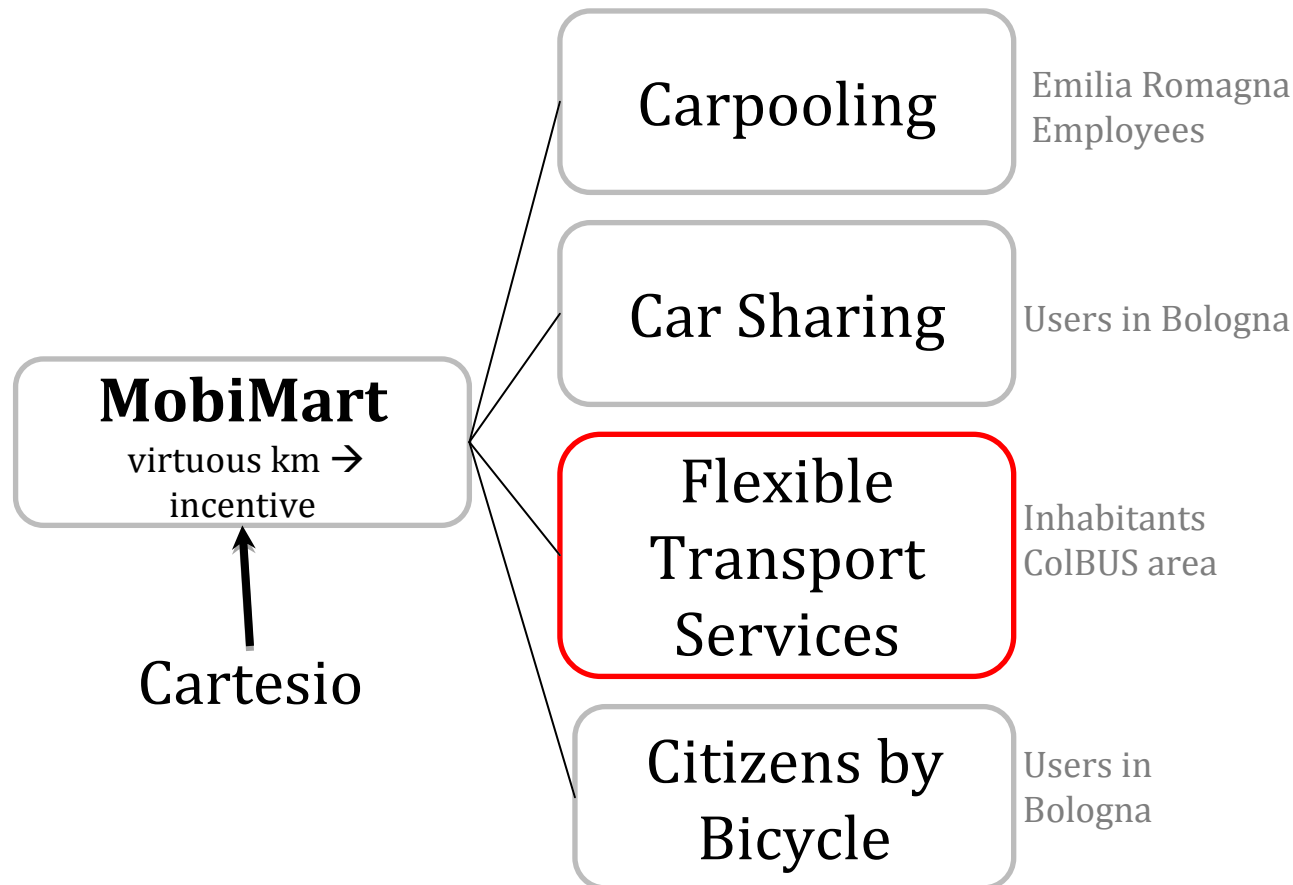 Carpooling
Emilia Romagna
Employees
Car Sharing
Users in Bologna
MobiMart
virtuous km →
incentive
Flexible
Transport
Services
Inhabitants
ColBUS area
Cartesio
Citizens by
Bicycle
Users in
Bologna